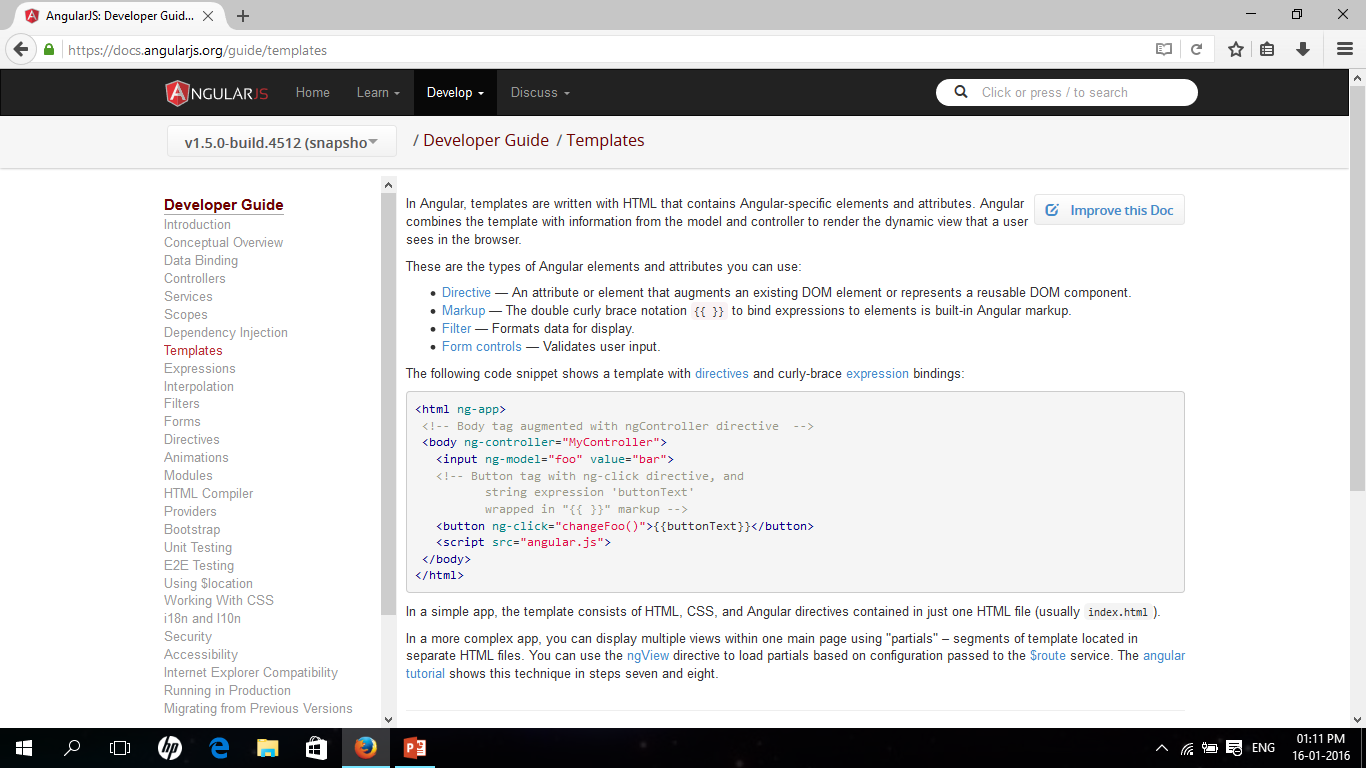 AngularJS: Developer Guid...
https://docs.angularjs.org/guide/templates
ANGULARJS Home Learn Develop Discuss Click or press / to search
v1.5.0-build.4512 (snapsho / Developer Guide / Templates
Developer Guide
Introduction
Conceptual Overview
Data Binding
Controllers
Services
Scopes
Dependency Injection
Templates
Expressions
Interpolation
Filters
Forms
Directives
Animations
Modules
HTML Compiler
Providers
Bootstrap
Unit Testing
E2E Testing
Using $location
Working With CSS
i18n and l10n
Security
Accessibility
Internet Explorer Compatibility
Running in Production
Migrating from Previous Versions
Improve this Doc
In Angular, templates are written with HTML that contains Angular-specific elements and attributes. Angular
combines the template with information from the model and controller to render the dynamic view that a user
sees in the browser.
These are the types of Angular elements and attributes you can use:
• Directive — An attribute or element that augments an existing DOM element or represents a reusable DOM component.
• Markup — The double curly brace notation {{ }} to bind expressions to elements is built-in Angular markup.
• Filter — Formats data for display.
• Form controls — Validates user input.
The following code snippet shows a template with directives and curly-brace expression bindings:
<html ng-app>
<!-- Body tag augmented with ngController directive -->
<body ng-controller="MyController">
<input ng-model="foo" value="bar">
<!-- Button tag with ng-click directive, and
string expression 'buttonText'
wrapped in "{{ }}" markup -->
<button ng-click="changeFoo()">{{buttonText}}</button>
<script src="angular.js">
</body>
</html>
In a simple app, the template consists of HTML, CSS, and Angular directives contained in just one HTML file (usually index.html ).
In a more complex app, you can display multiple views within one main page using "partials" – segments of template located in
separate HTML files. You can use the ngView directive to load partials based on configuration passed to the $route service. The angular
tutorial shows this technique in steps seven and eight.
hp
ENG
01:11 PM
16-01-2016